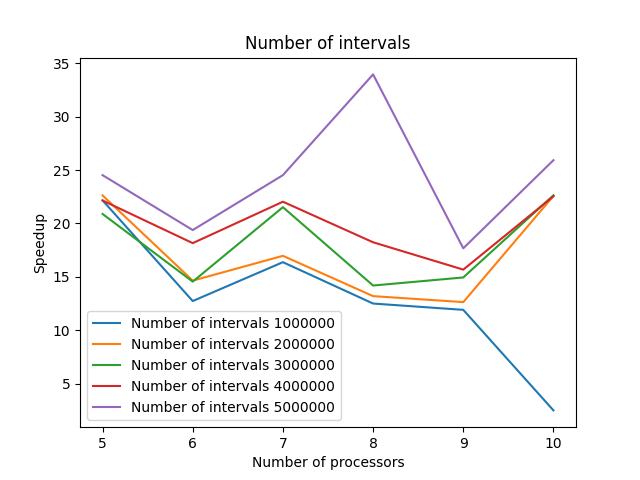 Number of intervals
35
30
25
20
15
10
5
Speedup
Number of intervals 1000000
Number of intervals 2000000
Number of intervals 3000000
Number of intervals 4000000
Number of intervals 5000000
5 6 7 8 9 10
Number of processors